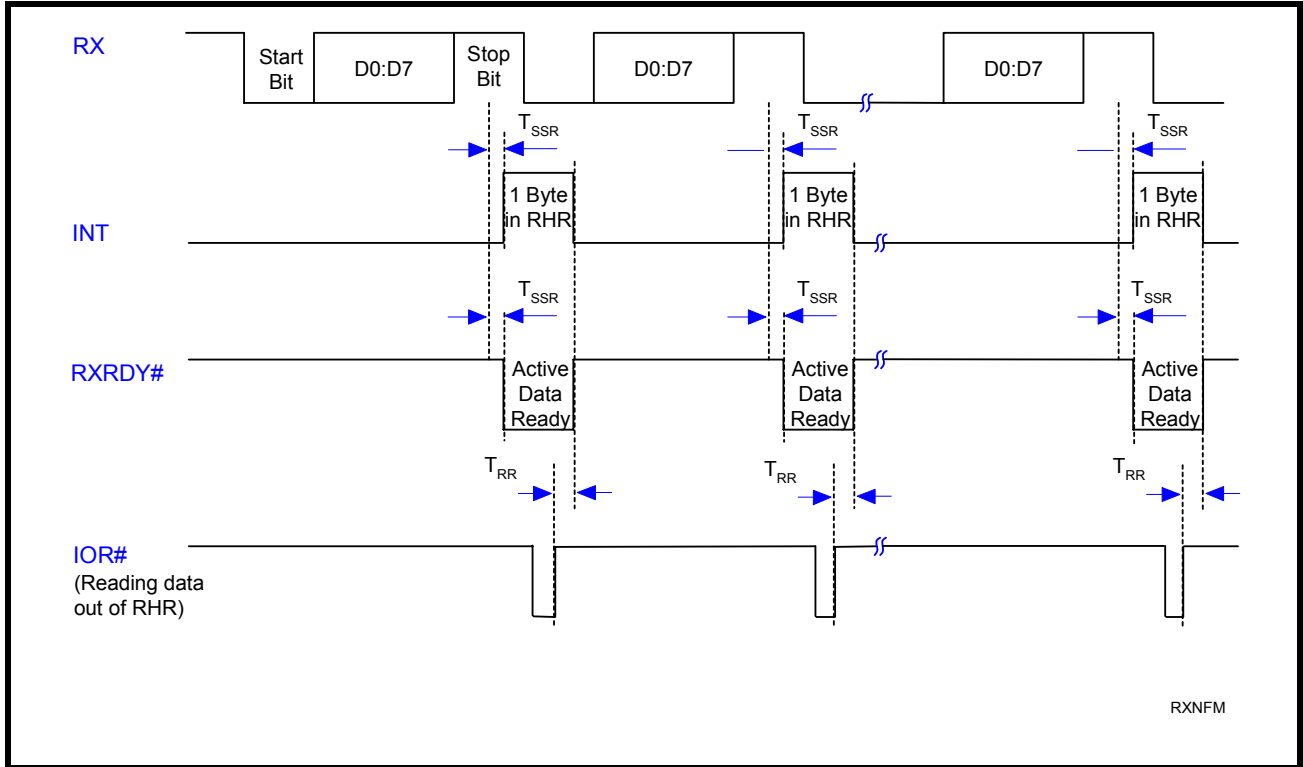 RX
Start
Bit
D0:D7
Stop
Bit
D0:D7
D0:D7
TSSR
TSSR
TSSR
INT
1 Byte
in RHR
1 Byte
in RHR
1 Byte
in RHR
TSSR
TSSR
TSSR
RXRDY#
Active
Data
Ready
Active
Data
Ready
Active
Data
Ready
TRR
TRR
TRR
IOR#
(Reading data
out of RHR)
RXNFM